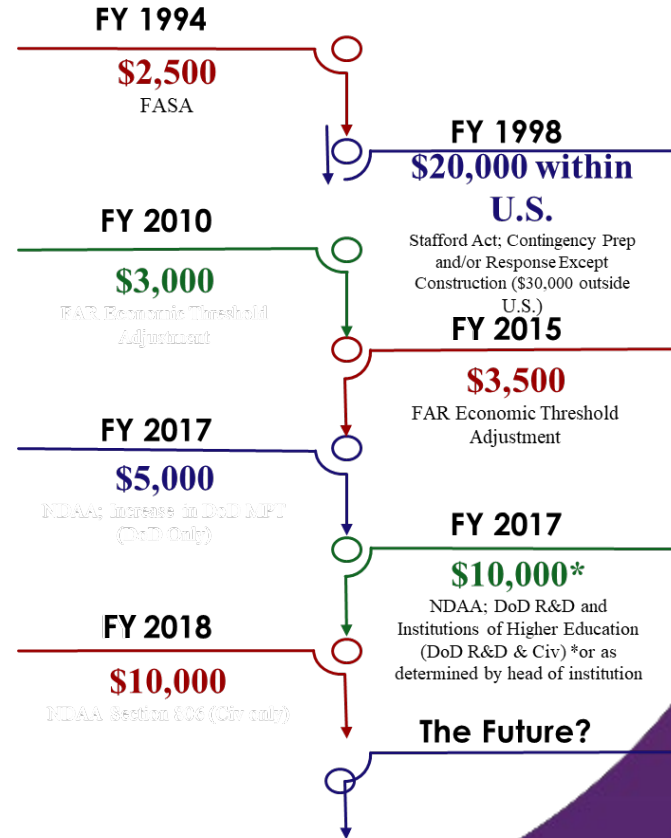 FY 1994
$2,500
FASA
FY 1998
$20,000 within
U.S.
Stafford Act; Contingency Prep
and/or Response Except
Construction ($30,000 outside
U.S.)
FY 2010
$3,000
FAR Economic Threshold
Adjustment
FY 2015
$3,500
FAR Economic Threshold
Adjustment
FY 2017
$5,000
NDAA; Increase in DoD MPT
(DoD Only)
FY 2017
$10,000*
NDAA; DoD R&D and
Institutions of Higher Education
(DoD R&D & Civ) *or as
determined by head of institution
FY 2018
$10,000
NDAA Section 806 (Civ only)
The Future?